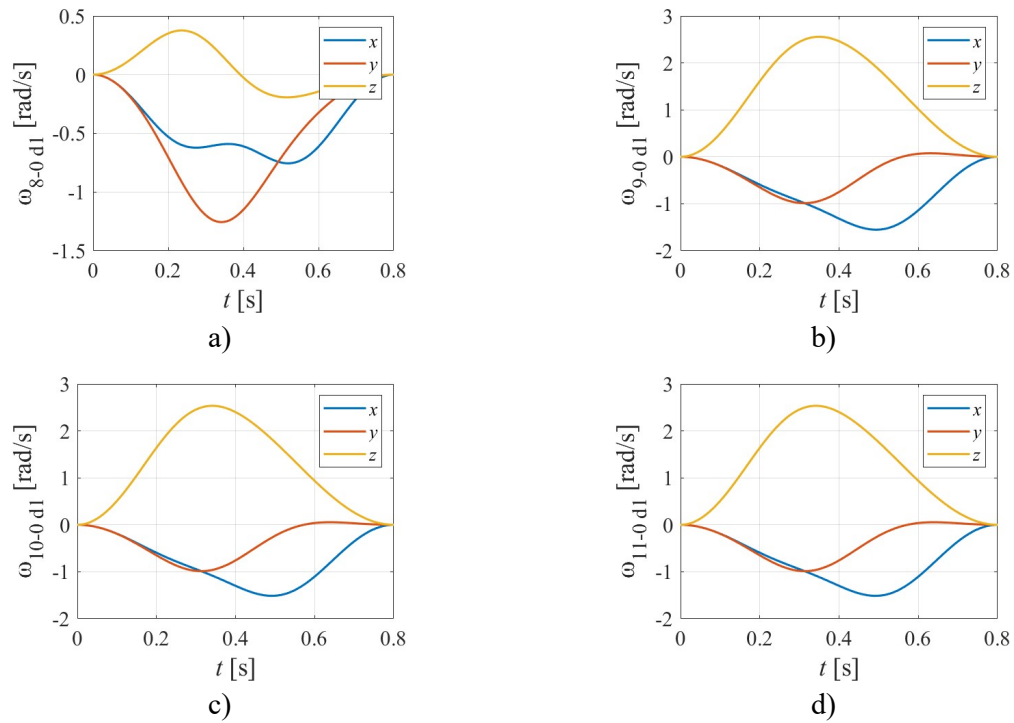 0.5
0
-0.5
-1
-1.5
ω8-0 d1 [rad/s]
x
y
z
0 0.2 0.4 0.6 0.8
t [s]
a)
3
2
1
0
-1
-2
ω9-0 d1 [rad/s]
x
y
z
0 0.2 0.4 0.6 0.8
t [s]
b)
3
2
1
0
-1
-2
ω10-0 d1 [rad/s]
x
y
z
0 0.2 0.4 0.6 0.8
t [s]
c)
3
2
1
0
-1
-2
ω11-0 d1 [rad/s]
x
y
z
0 0.2 0.4 0.6 0.8
t [s]
d)